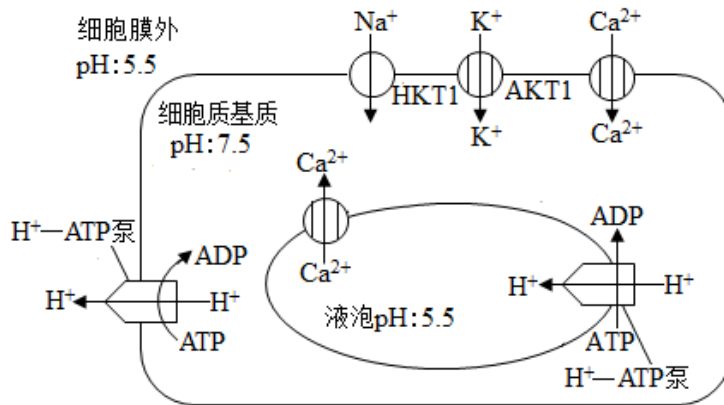 细胞膜外
pH:5.5
Na⁺
K⁺
Ca²⁺
HKT1
AKT1
K⁺
Ca²⁺
细胞质基质
pH:7.5
Ca²⁺
Ca²⁺
H⁺—ATP泵
ADP
H⁺
H⁺
ATP
液泡pH:5.5
ADP
H⁺
H⁺
ATP
H⁺—ATP泵